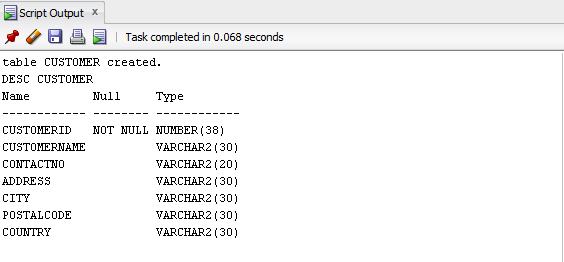 Script Output x
Task completed in 0.068 seconds
table CUSTOMER created.
DESC CUSTOMER
Name        Null     Type
----------- -------- ------------
CUSTOMERID  NOT NULL NUMBER(38)
CUSTOMERNAME         VARCHAR2(30)
CONTACTNO            VARCHAR2(20)
ADDRESS              VARCHAR2(30)
CITY                 VARCHAR2(30)
POSTALCODE           VARCHAR2(30)
COUNTRY              VARCHAR2(30)